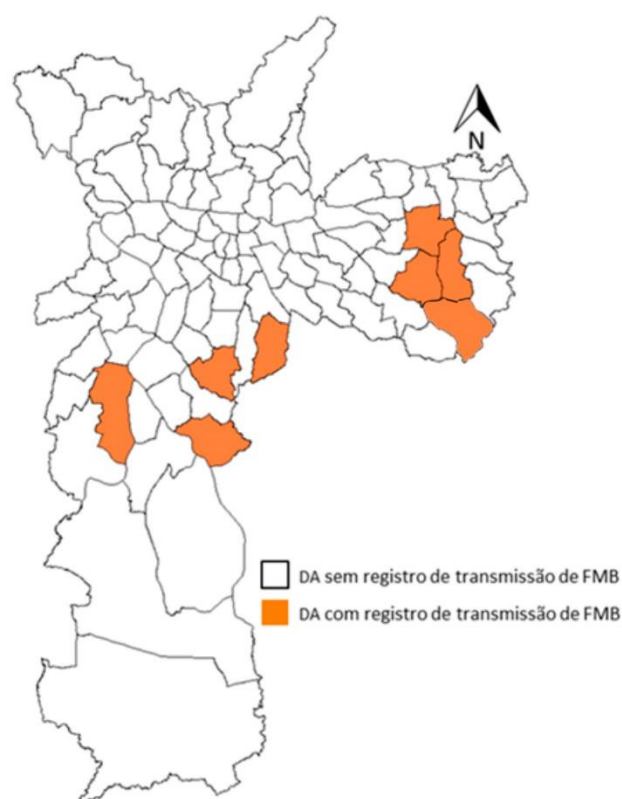 N
DA sem registro de transmissão de FMB
DA com registro de transmissão de FMB